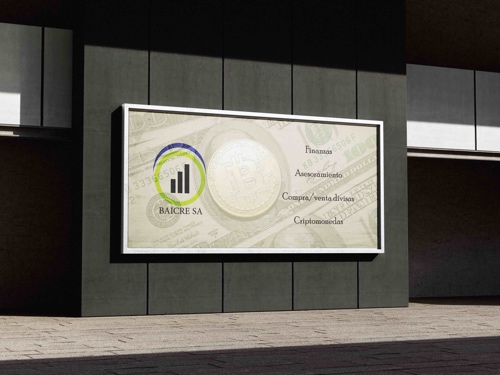 Finanzas
Asesoramiento
Compra/venta divisas
Criptomonedas
BAICRE SA